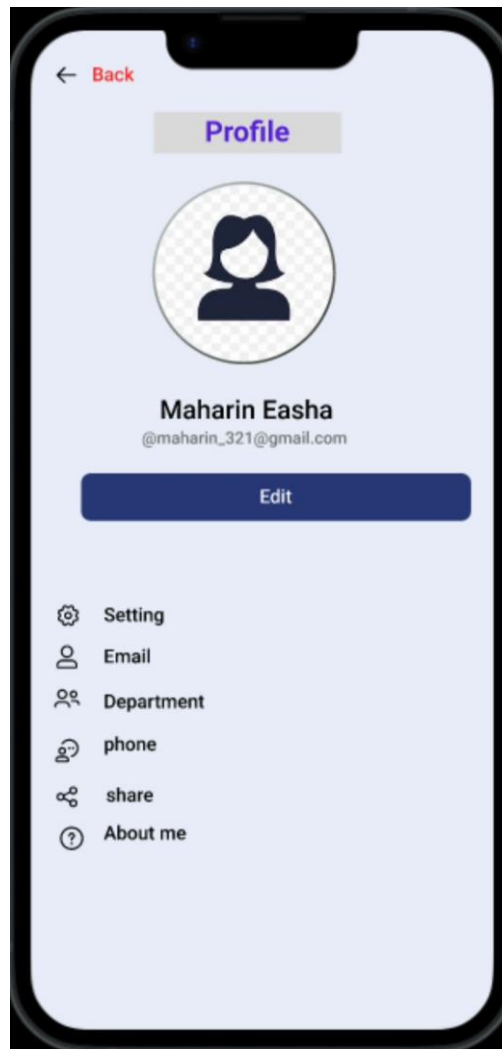 Back
Profile
Maharin Easha
@maharin_321@gmail.com
Edit
Setting
Email
Department
phone
share
About me